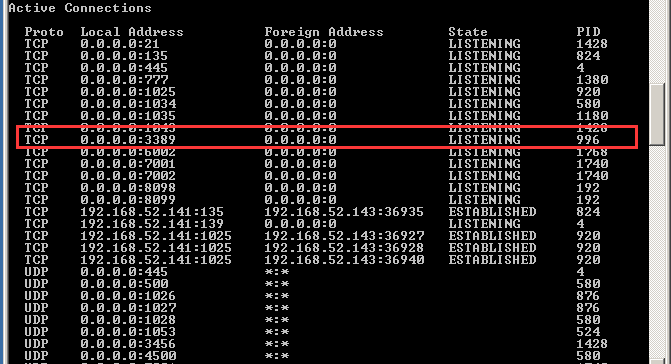 Active Connections
Proto Local Address Foreign Address State PID
TCP 0.0.0.0:21 0.0.0.0:0 LISTENING 1428
TCP 0.0.0.0:135 0.0.0.0:0 LISTENING 824
TCP 0.0.0.0:445 0.0.0.0:0 LISTENING 4
TCP 0.0.0.0:777 0.0.0.0:0 LISTENING 1380
TCP 0.0.0.0:1025 0.0.0.0:0 LISTENING 920
TCP 0.0.0.0:1034 0.0.0.0:0 LISTENING 580
TCP 0.0.0.0:1035 0.0.0.0:0 LISTENING 1180
TCP 0.0.0.0:1043 0.0.0.0:0 LISTENING 1428
TCP 0.0.0.0:3389 0.0.0.0:0 LISTENING 996
TCP 0.0.0.0:6002 0.0.0.0:0 LISTENING 1768
TCP 0.0.0.0:7001 0.0.0.0:0 LISTENING 1740
TCP 0.0.0.0:7002 0.0.0.0:0 LISTENING 1740
TCP 0.0.0.0:8098 0.0.0.0:0 LISTENING 192
TCP 0.0.0.0:8099 0.0.0.0:0 LISTENING 192
TCP 192.168.52.141:135 192.168.52.143:36935 ESTABLISHED 824
TCP 192.168.52.141:139 0.0.0.0:0 LISTENING 4
TCP 192.168.52.141:1025 192.168.52.143:36927 ESTABLISHED 920
TCP 192.168.52.141:1025 192.168.52.143:36928 ESTABLISHED 920
TCP 192.168.52.141:1025 192.168.52.143:36940 ESTABLISHED 920
UDP 0.0.0.0:445 *:* 4
UDP 0.0.0.0:500 *:* 580
UDP 0.0.0.0:1026 *:* 876
UDP 0.0.0.0:1027 *:* 876
UDP 0.0.0.0:1028 *:* 580
UDP 0.0.0.0:1053 *:* 524
UDP 0.0.0.0:3456 *:* 1428
UDP 0.0.0.0:4500 *:* 580